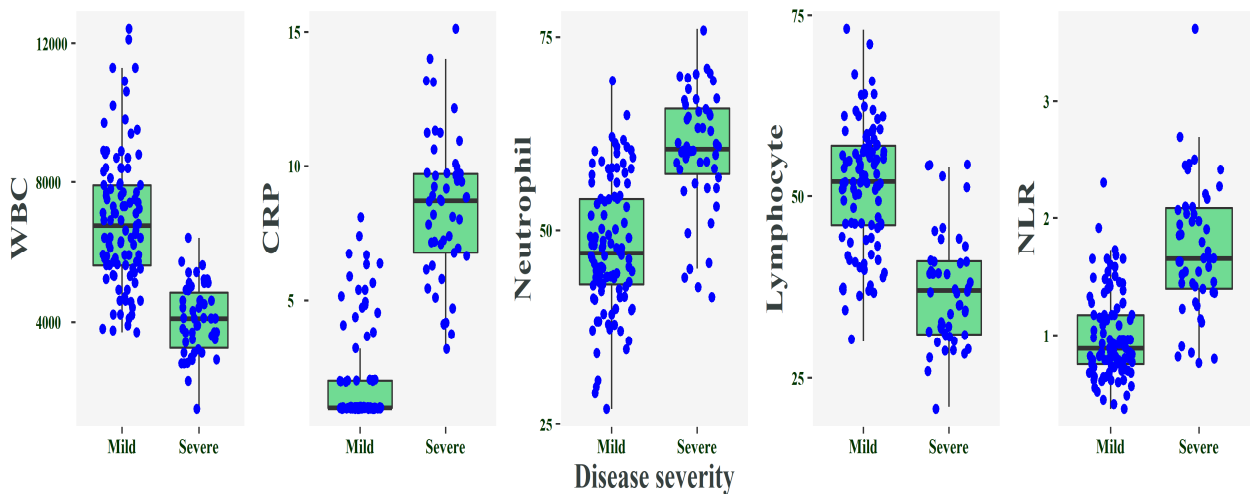 WBC
12000
8000
4000
Mild Severe
CRP
15
10
5
Mild Severe
Neutrophil
75
50
25
Mild Severe
Lymphocyte
75
50
25
Mild Severe
NLR
3
2
1
Mild Severe
Disease severity